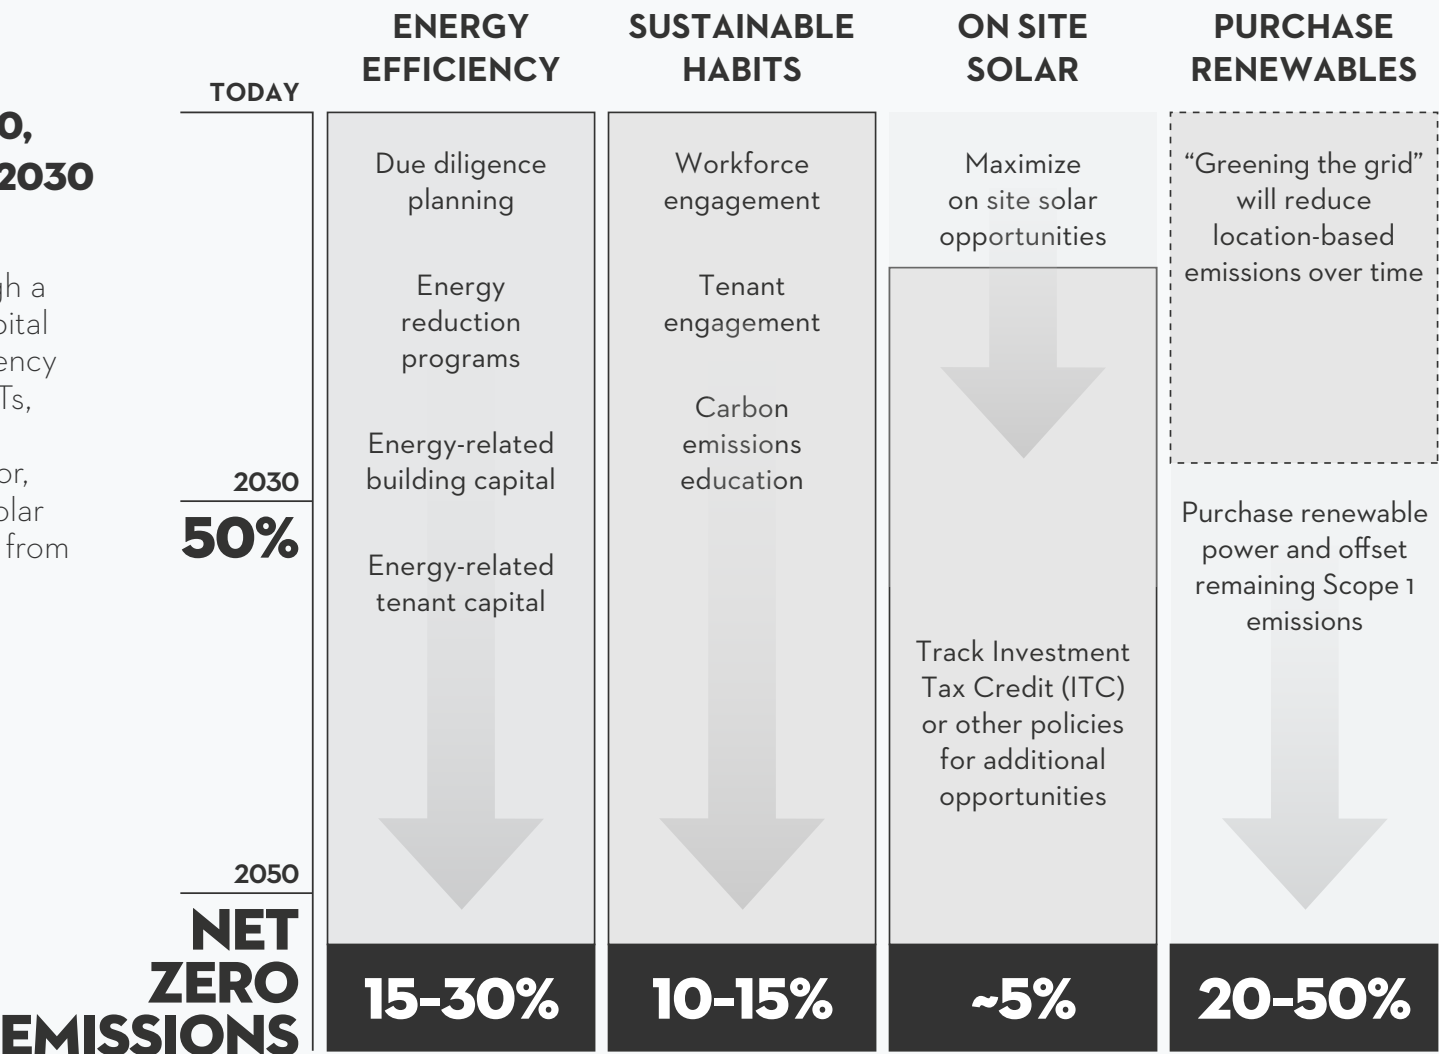 0,
2030
a
from
TODAY
2030
50%
2050
NET
ZERO
EMISSIONS
ENERGY
EFFICIENCY
Due diligence
planning
Energy
reduction
programs
Energy-related
building capital
Energy-related
tenant capital
15-30%
SUSTAINABLE
HABITS
Workforce
engagement
Tenant
engagement
Carbon
emissions
education
10-15%
ON SITE
SOLAR
Maximize
on site solar
opportunities
Track Investment
Tax Credit (ITC)
or other policies
for additional
opportunities
~5%
PURCHASE
RENEWABLES
“Greening the grid”
will reduce
location-based
emissions over time
Purchase renewable
power and offset
remaining Scope 1
emissions
20-50%